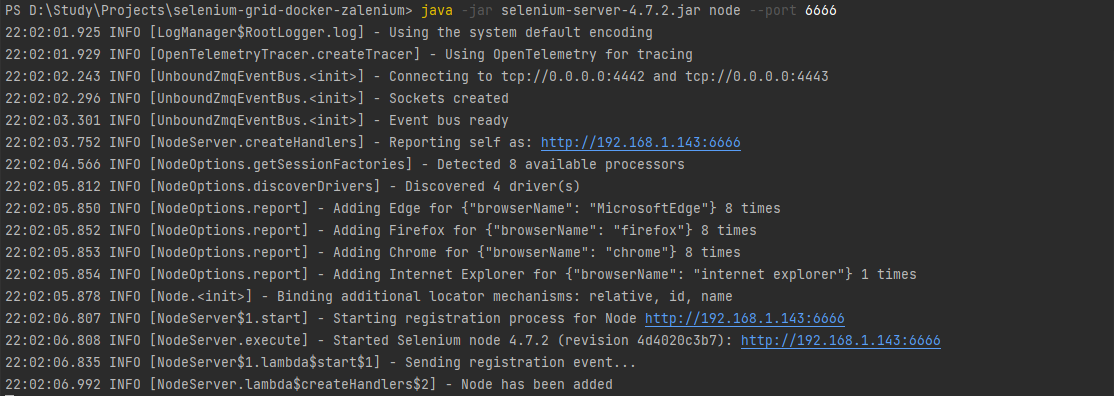 PS D:\Study\Projects\selenium-grid-docker-zalenium> java -jar selenium-server-4.7.2.jar node --port 6666
22:02:01.925 INFO [LogManager$RootLogger.log] - Using the system default encoding
22:02:01.929 INFO [OpenTelemetryTracer.createTracer] - Using OpenTelemetry for tracing
22:02:02.243 INFO [UnboundZmqEventBus.<init>] - Connecting to tcp://0.0.0.0:4442 and tcp://0.0.0.0:4443
22:02:02.296 INFO [UnboundZmqEventBus.<init>] - Sockets created
22:02:03.301 INFO [UnboundZmqEventBus.<init>] - Event bus ready
22:02:03.752 INFO [NodeServer.createHandlers] - Reporting self as: http://192.168.1.143:6666
22:02:04.566 INFO [NodeOptions.getSessionFactories] - Detected 8 available processors
22:02:05.812 INFO [NodeOptions.discoverDrivers] - Discovered 4 driver(s)
22:02:05.850 INFO [NodeOptions.report] - Adding Edge for {"browserName": "MicrosoftEdge"} 8 times
22:02:05.852 INFO [NodeOptions.report] - Adding Firefox for {"browserName": "firefox"} 8 times
22:02:05.853 INFO [NodeOptions.report] - Adding Chrome for {"browserName": "chrome"} 8 times
22:02:05.854 INFO [NodeOptions.report] - Adding Internet Explorer for {"browserName": "internet explorer"} 1 times
22:02:05.878 INFO [Node.<init>] - Binding additional locator mechanisms: relative, id, name
22:02:06.807 INFO [NodeServer$1.start] - Starting registration process for Node http://192.168.1.143:6666
22:02:06.808 INFO [NodeServer.execute] - Started Selenium node 4.7.2 (revision 4d4020c3b7): http://192.168.1.143:6666
22:02:06.835 INFO [NodeServer$1.lambda$start$1] - Sending registration event...
22:02:06.992 INFO [NodeServer.lambda$createHandlers$2] - Node has been added